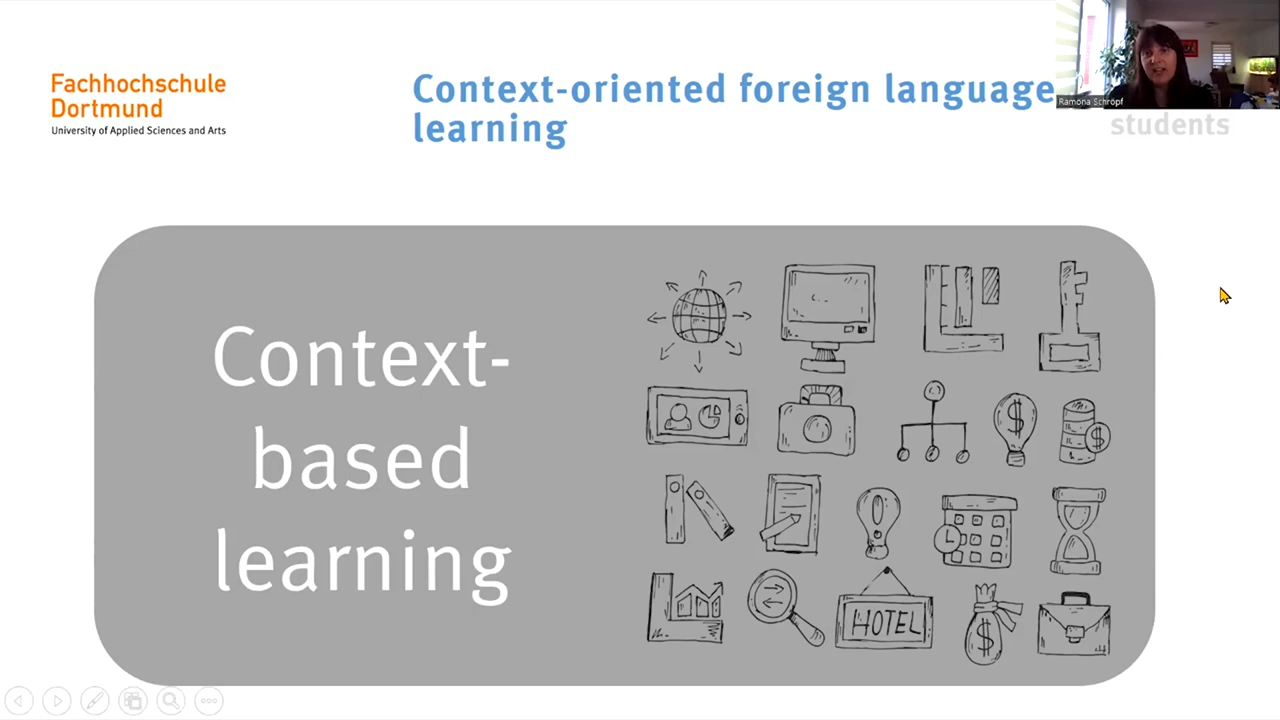 Fachhochschule
Dortmund
University of Applied Sciences and Arts
Context-oriented foreign language
learning
Ramona Schröpf
students
Context-
based
learning
$
$
HOTEL
$